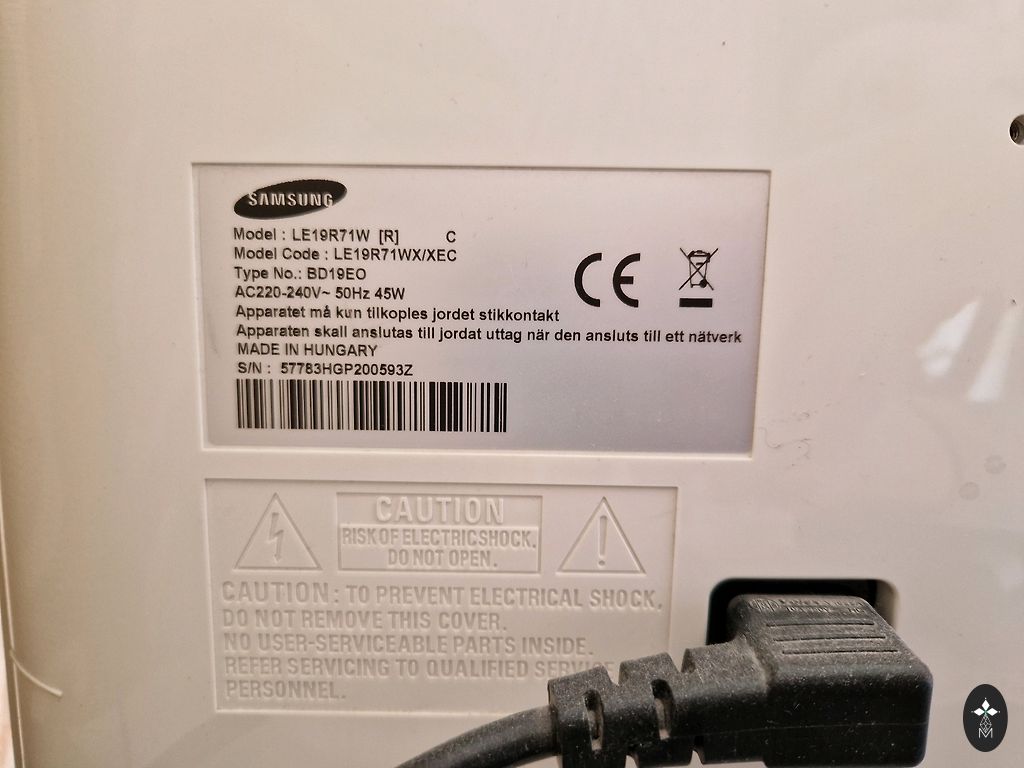 SAMSUNG
Model : LE19R71W [R] C
Model Code : LE19R71WX/XEC
Type No.: BD19EO
AC220-240V~ 50Hz 45W
Apparatet må kun tilkoples jordet stikkontakt
Apparaten skall anslutas till jordat uttag när den ansluts till ett nätverk
MADE IN HUNGARY
S/N : 57783HGP200593Z
CE
CAUTION
RISK OF ELECTRIC SHOCK.
DO NOT OPEN.
CAUTION : TO PREVENT ELECTRICAL SHOCK,
DO NOT REMOVE THIS COVER.
NO USER-SERVICEABLE PARTS INSIDE.
REFER SERVICING TO QUALIFIED SERVICE
PERSONNEL.
M